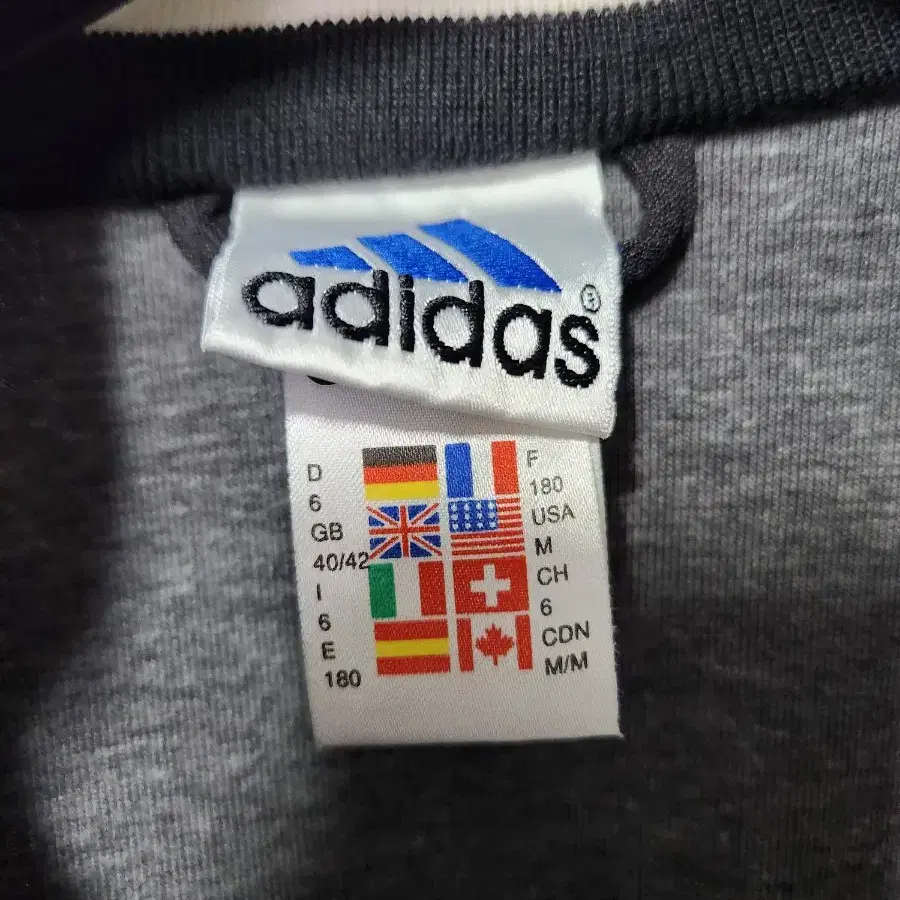 adidas®
D
6
GB
40/42
I
6
E
180
F
180
USA
M
CH
6
CDN
M/M